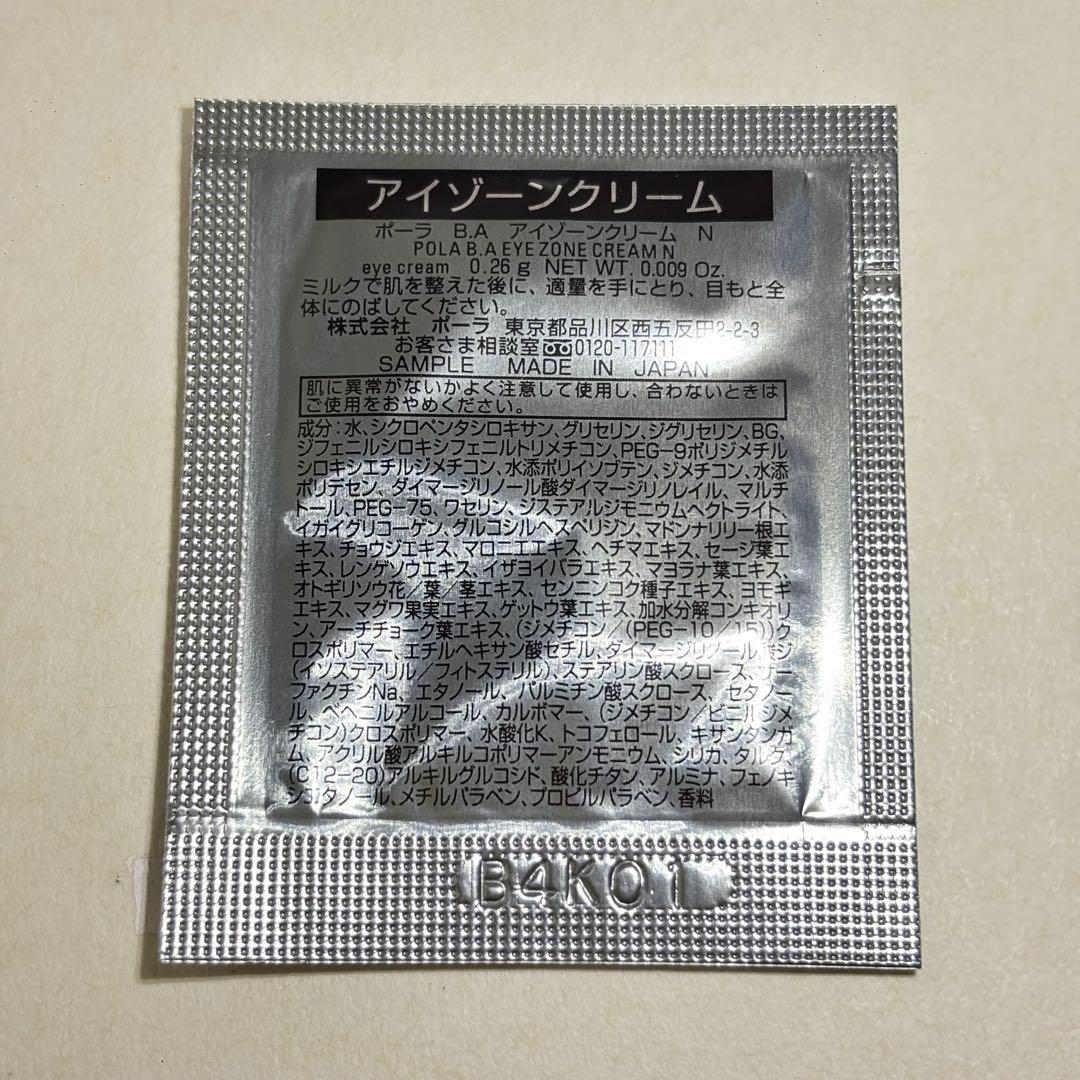 アイゾーンクリーム
ポーラ B.A アイゾーンクリーム N
POLA B.A EYE ZONE CREAM N
eye cream 0.26 g NET WT. 0.009 Oz.
ミルクで肌を整えた後に、適量を手にとり、目もと全
体にのばしてください。
株式会社 ポーラ 東京都品川区西五反田2-2-3
お客さま相談室 0120-117111
SAMPLE MADE IN JAPAN
肌に異常がないかよく注意して使用し、合わないときは
ご使用をおやめください。
成分：水、シクロペンタシロキサン、グリセリン、ジグリセリン、BG、
ジフェニルシロキシフェニルトリメチコン、PEG-9ポリジメチル
シロキシエチルジメチコン、水添ポリイソブテン、ジメチコン、水添
ポリデセン、ダイマージリノール酸ダイマージリノレイル、マルチ
トール、PEG-75、ワセリン、ジステアルジモニウムヘクトライト、
イガイグリコーゲン、グルコシルヘスペリジン、マドンナリリー根エ
キス、チョウジエキス、マロニエエキス、ヘチマエキス、セージ葉エ
キス、レンゲソウエキス、イザヨイバラエキス、マヨラナ葉エキス、
オトギリソウ花／葉／茎エキス、センニンコク種子エキス、ヨモギ
エキス、マグワ果実エキス、ゲットウ葉エキス、加水分解コンキオリ
ン、アーチチョーク葉エキス、(ジメチコン／(PEG-10／15))ク
ロスポリマー、エチルヘキサン酸セチル、ダイマージリノール酸ジ
(イソステアリル／フィトステリル)、ステアリン酸スクロース、サー
ファクチンNa、エタノール、パルミチン酸スクロース、セタノー
ル、ベヘニルアルコール、カルボマー、(ジメチコン／ビニルジメ
チコン)クロスポリマー、水酸化K、トコフェロール、キサンタンガ
ム、アクリル酸アルキルコポリマーアンモニウム、シリカ、タルク、
(C12-20)アルキルグルコシド、酸化チタン、アルミナ、フェノキ
シエタノール、メチルパラベン、プロピルパラベン、香料
B4K01